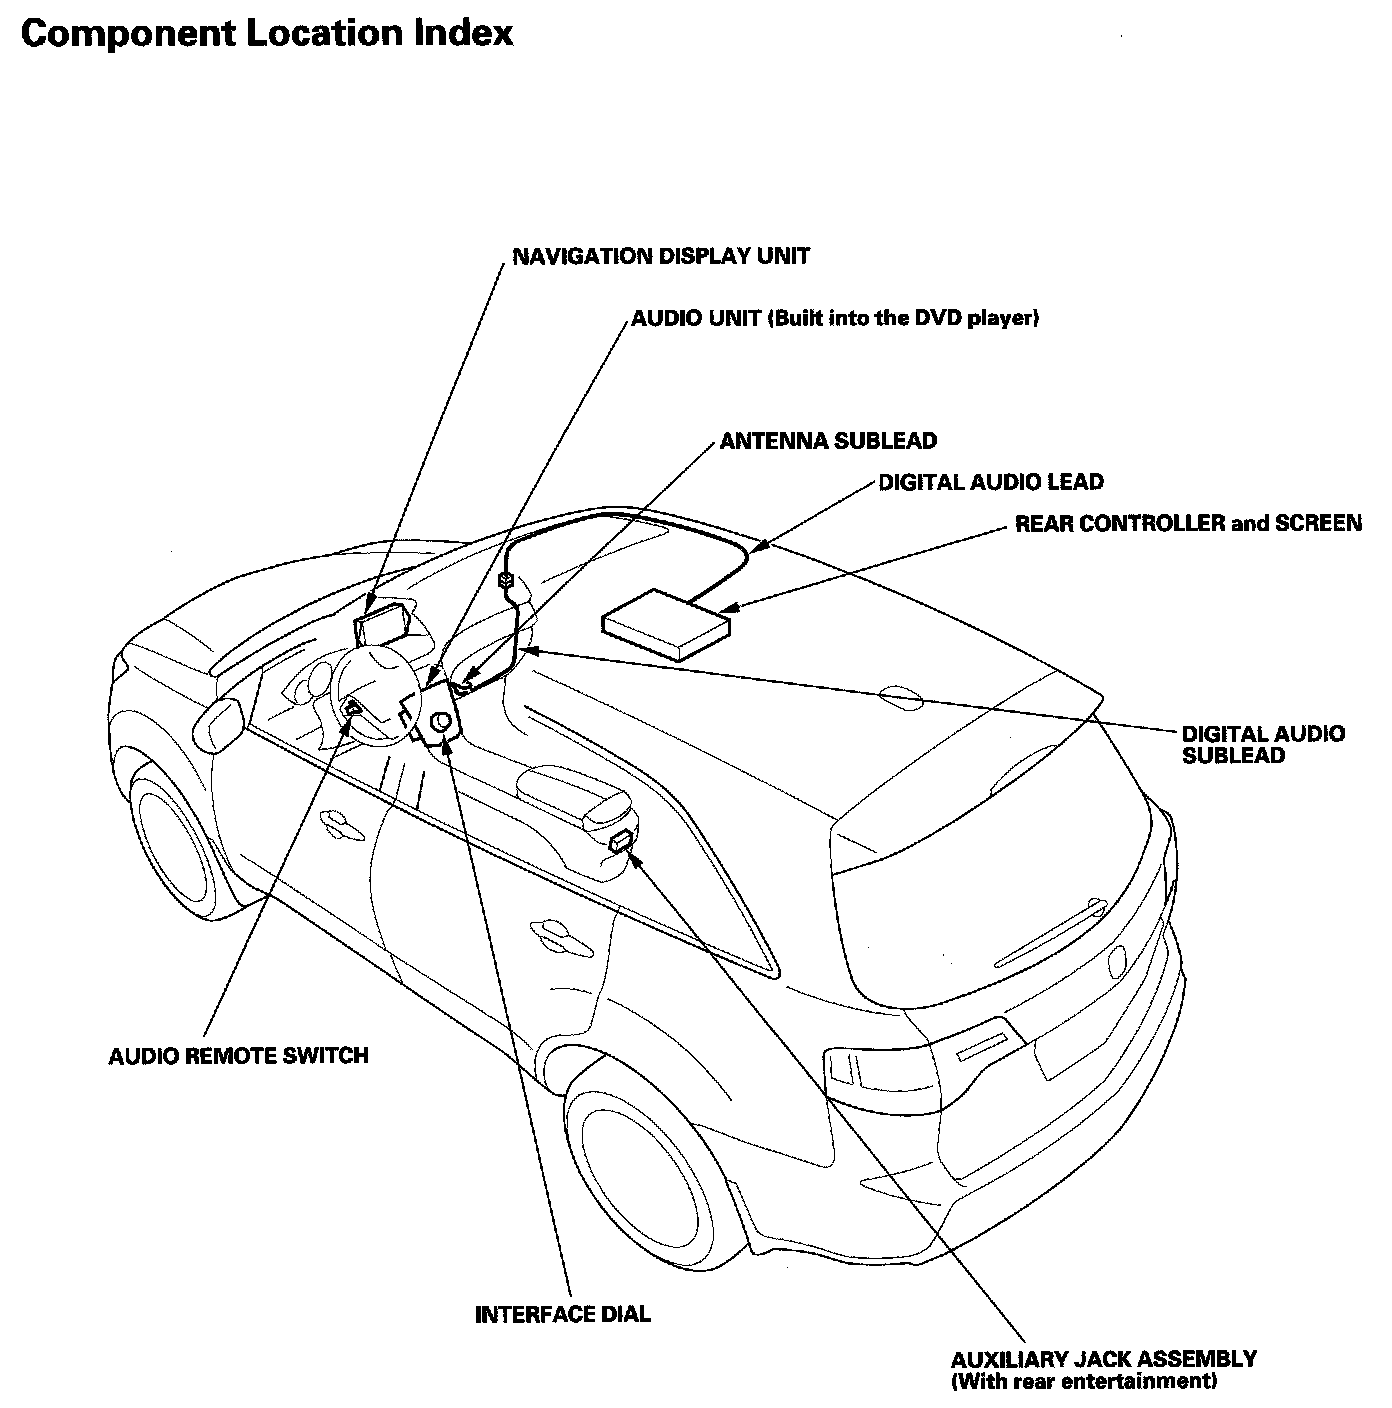 Component Location Index
NAVIGATION DISPLAY UNIT
AUDIO UNIT (Built into the DVD player)
ANTENNA SUBLEAD
DIGITAL AUDIO LEAD
REAR CONTROLLER and SCREEN
DIGITAL AUDIO
SUBLEAD
AUDIO REMOTE SWITCH
INTERFACE DIAL
AUXILIARY JACK ASSEMBLY
(With rear entertainment)